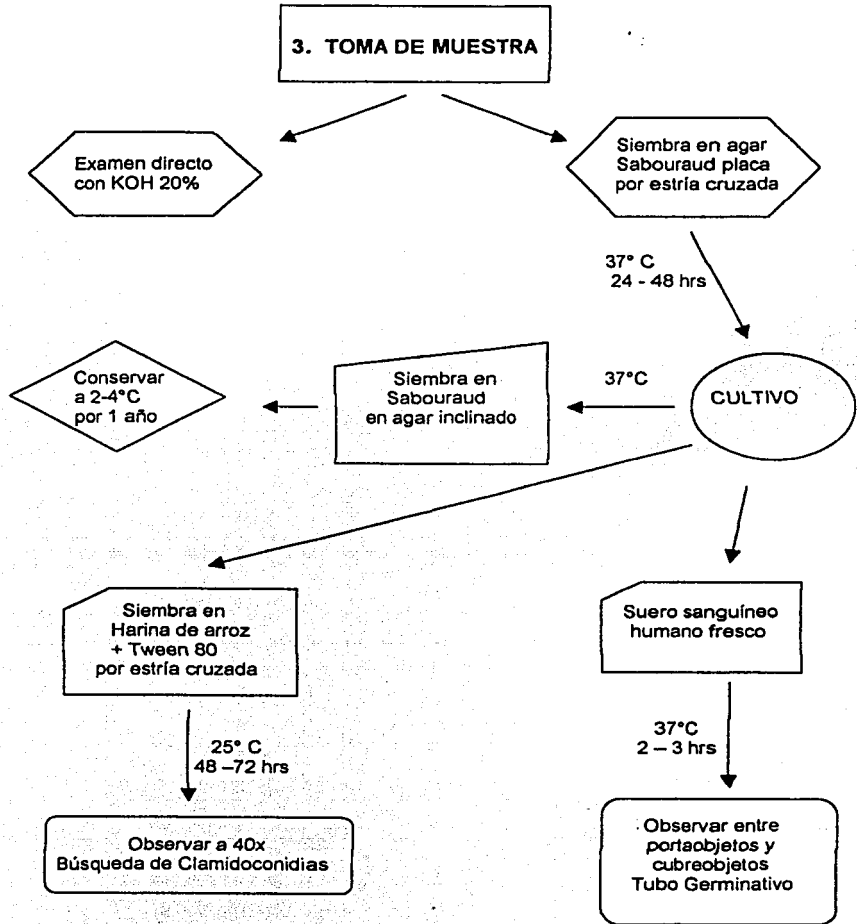 3. TOMA DE MUESTRA
Examen directo
con KOH 20%
Siembra en agar
Sabouraud placa
por estría cruzada
37° C
24 - 48 hrs
Conservar
a 2-4°C
por 1 año
Siembra en
Sabouraud
en agar inclinado
37°C
CULTIVO
Siembra en
Harina de arroz
+ Tween 80
por estría cruzada
Suero sanguíneo
humano fresco
25° C
48 –72 hrs
37°C
2 – 3 hrs
Observar a 40x
Búsqueda de Clamidoconidias
Observar entre
portaobjetos y
cubreobjetos
Tubo Germinativo